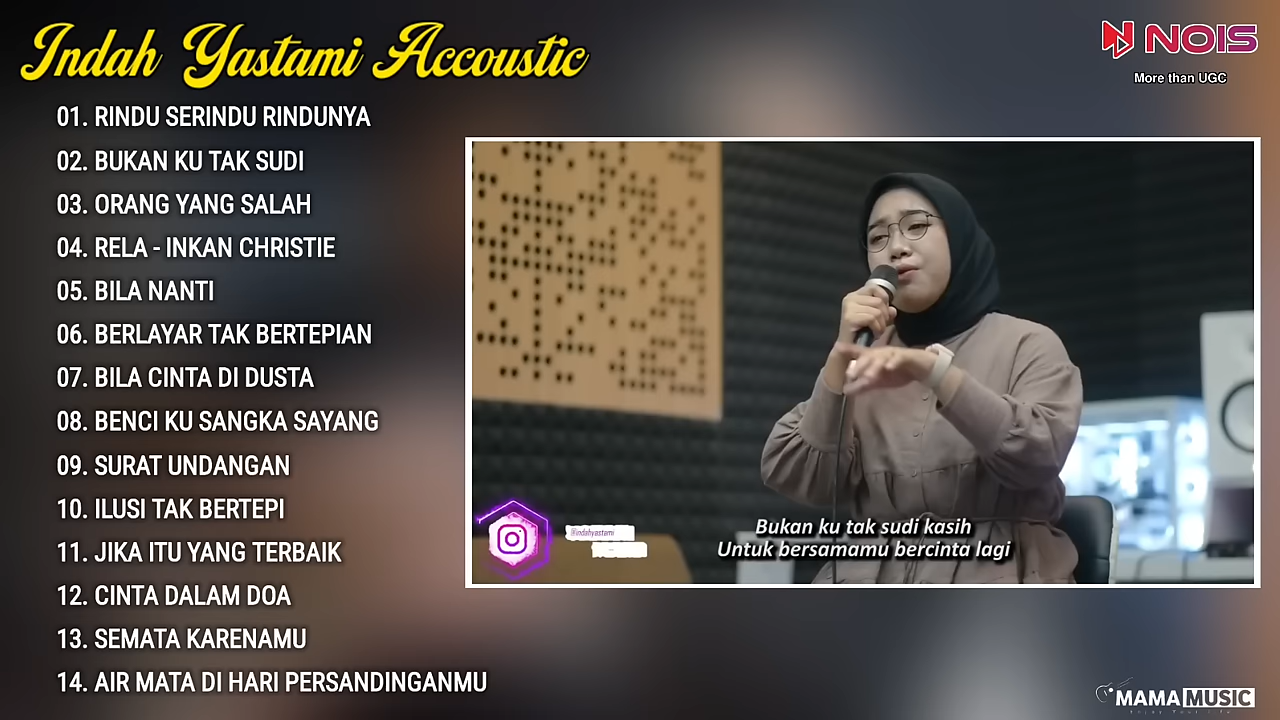 Indah Yastami Accoustic
NOIS
More than UGC
01. RINDU SERINDU RINDUNYA
02. BUKAN KU TAK SUDI
03. ORANG YANG SALAH
04. RELA - INKAN CHRISTIE
05. BILA NANTI
06. BERLAYAR TAK BERTEPIAN
07. BILA CINTA DI DUSTA
08. BENCI KU SANGKA SAYANG
09. SURAT UNDANGAN
10. ILUSI TAK BERTEPI
11. JIKA ITU YANG TERBAIK
12. CINTA DALAM DOA
13. SEMATA KARENAMU
14. AIR MATA DI HARI PERSANDINGANMU
@indahyastami
Bukan ku tak sudi kasih
Untuk bersamamu bercinta lagi
MAMA MUSIC